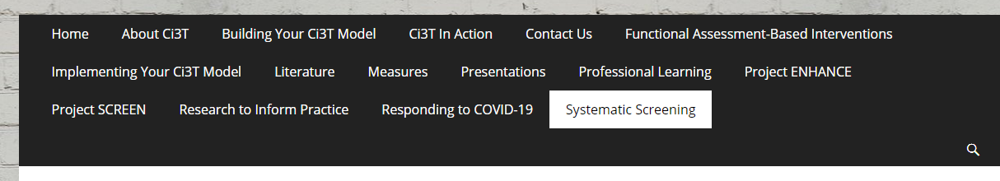 Home About Ci3T Building Your Ci3T Model Ci3T In Action Contact Us Functional Assessment-Based Interventions
Implementing Your Ci3T Model Literature Measures Presentations Professional Learning Project ENHANCE
Project SCREEN Research to Inform Practice Responding to COVID-19 Systematic Screening